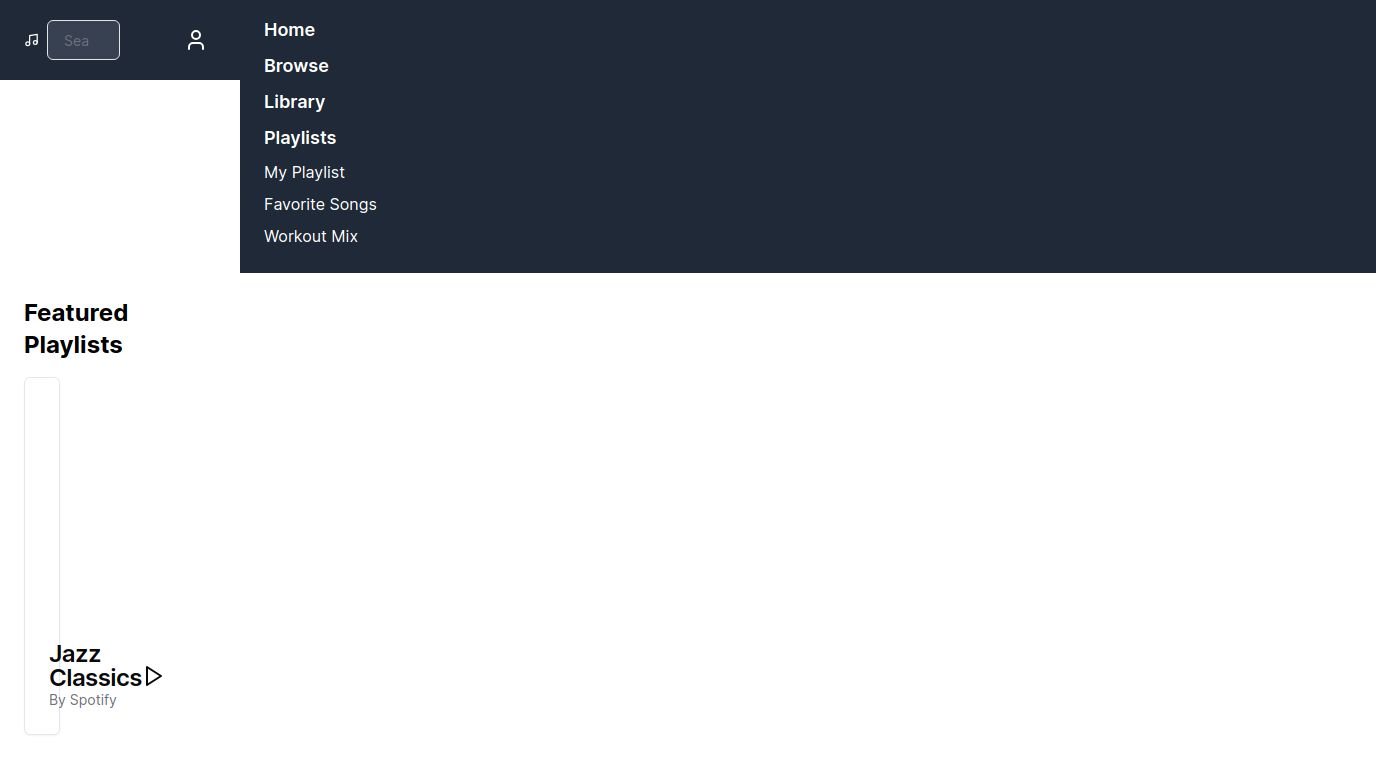 Sea
Home
Browse
Library
Playlists
My Playlist
Favorite Songs
Workout Mix
Featured
Playlists
Jazz
Classics
By Spotify